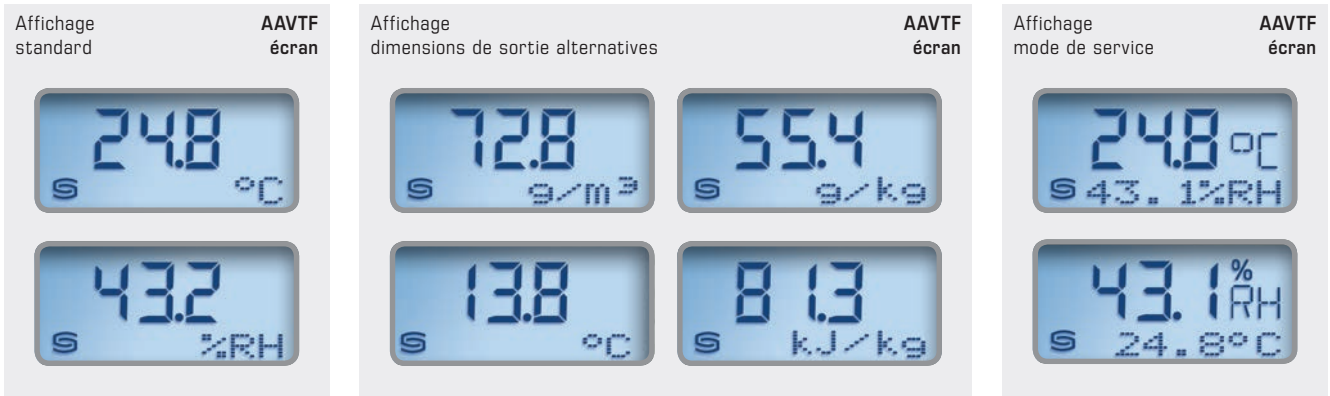 Affichage AAVTF
standard écran
24.8
°C
43.2
%RH
Affichage AAVTF
dimensions de sortie alternatives écran
72.8
g/m³
55.4
g/kg
13.8
°C
81.3
kJ/kg
Affichage AAVTF
mode de service écran
24.8 °C
43.1%RH
43.1 % RH
24.8°C